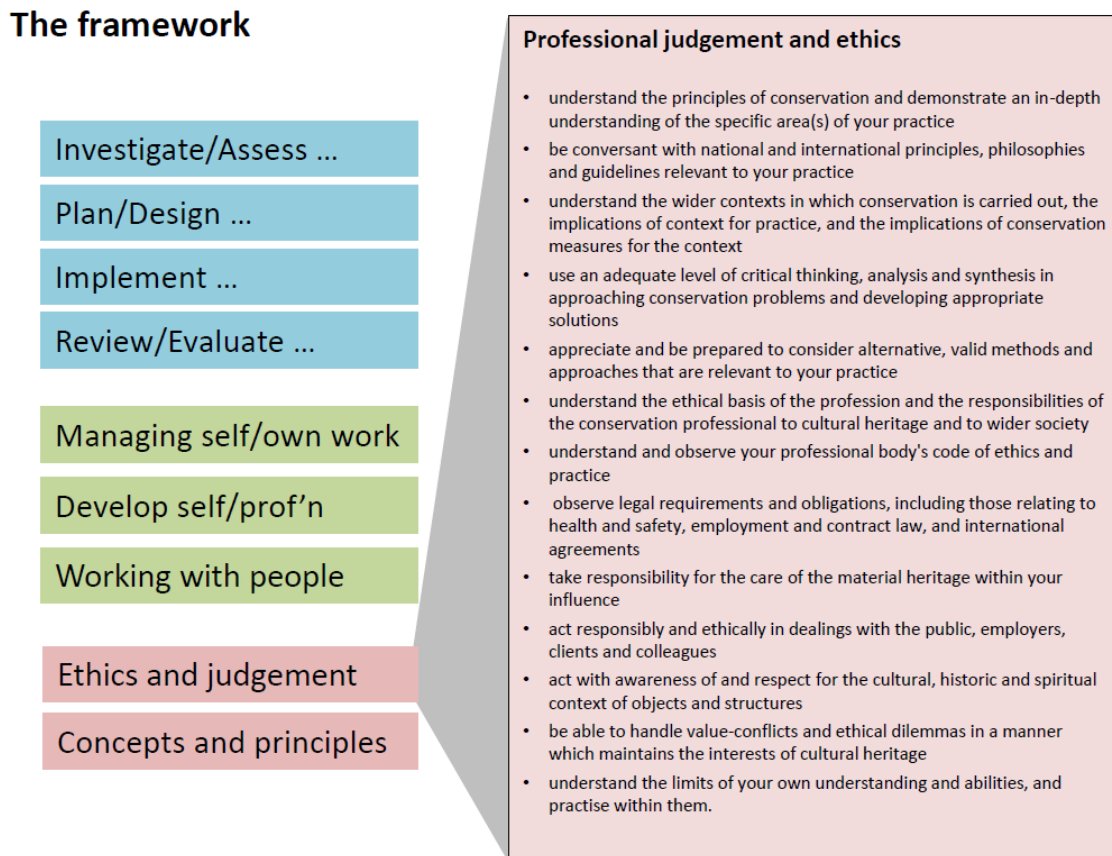 The framework
Investigate/Assess ...
Plan/Design ...
Implement ...
Review/Evaluate ...
Managing self/own work
Develop self/prof’n
Working with people
Ethics and judgement
Concepts and principles
Professional judgement and ethics
• understand the principles of conservation and demonstrate an in-depth
understanding of the specific area(s) of your practice
• be conversant with national and international principles, philosophies
and guidelines relevant to your practice
• understand the wider contexts in which conservation is carried out, the
implications of context for practice, and the implications of conservation
measures for the context
• use an adequate level of critical thinking, analysis and synthesis in
approaching conservation problems and developing appropriate
solutions
• appreciate and be prepared to consider alternative, valid methods and
approaches that are relevant to your practice
• understand the ethical basis of the profession and the responsibilities of
the conservation professional to cultural heritage and to wider society
• understand and observe your professional body's code of ethics and
practice
• observe legal requirements and obligations, including those relating to
health and safety, employment and contract law, and international
agreements
• take responsibility for the care of the material heritage within your
influence
• act responsibly and ethically in dealings with the public, employers,
clients and colleagues
• act with awareness of and respect for the cultural, historic and spiritual
context of objects and structures
• be able to handle value-conflicts and ethical dilemmas in a manner
which maintains the interests of cultural heritage
• understand the limits of your own understanding and abilities, and
practise within them.